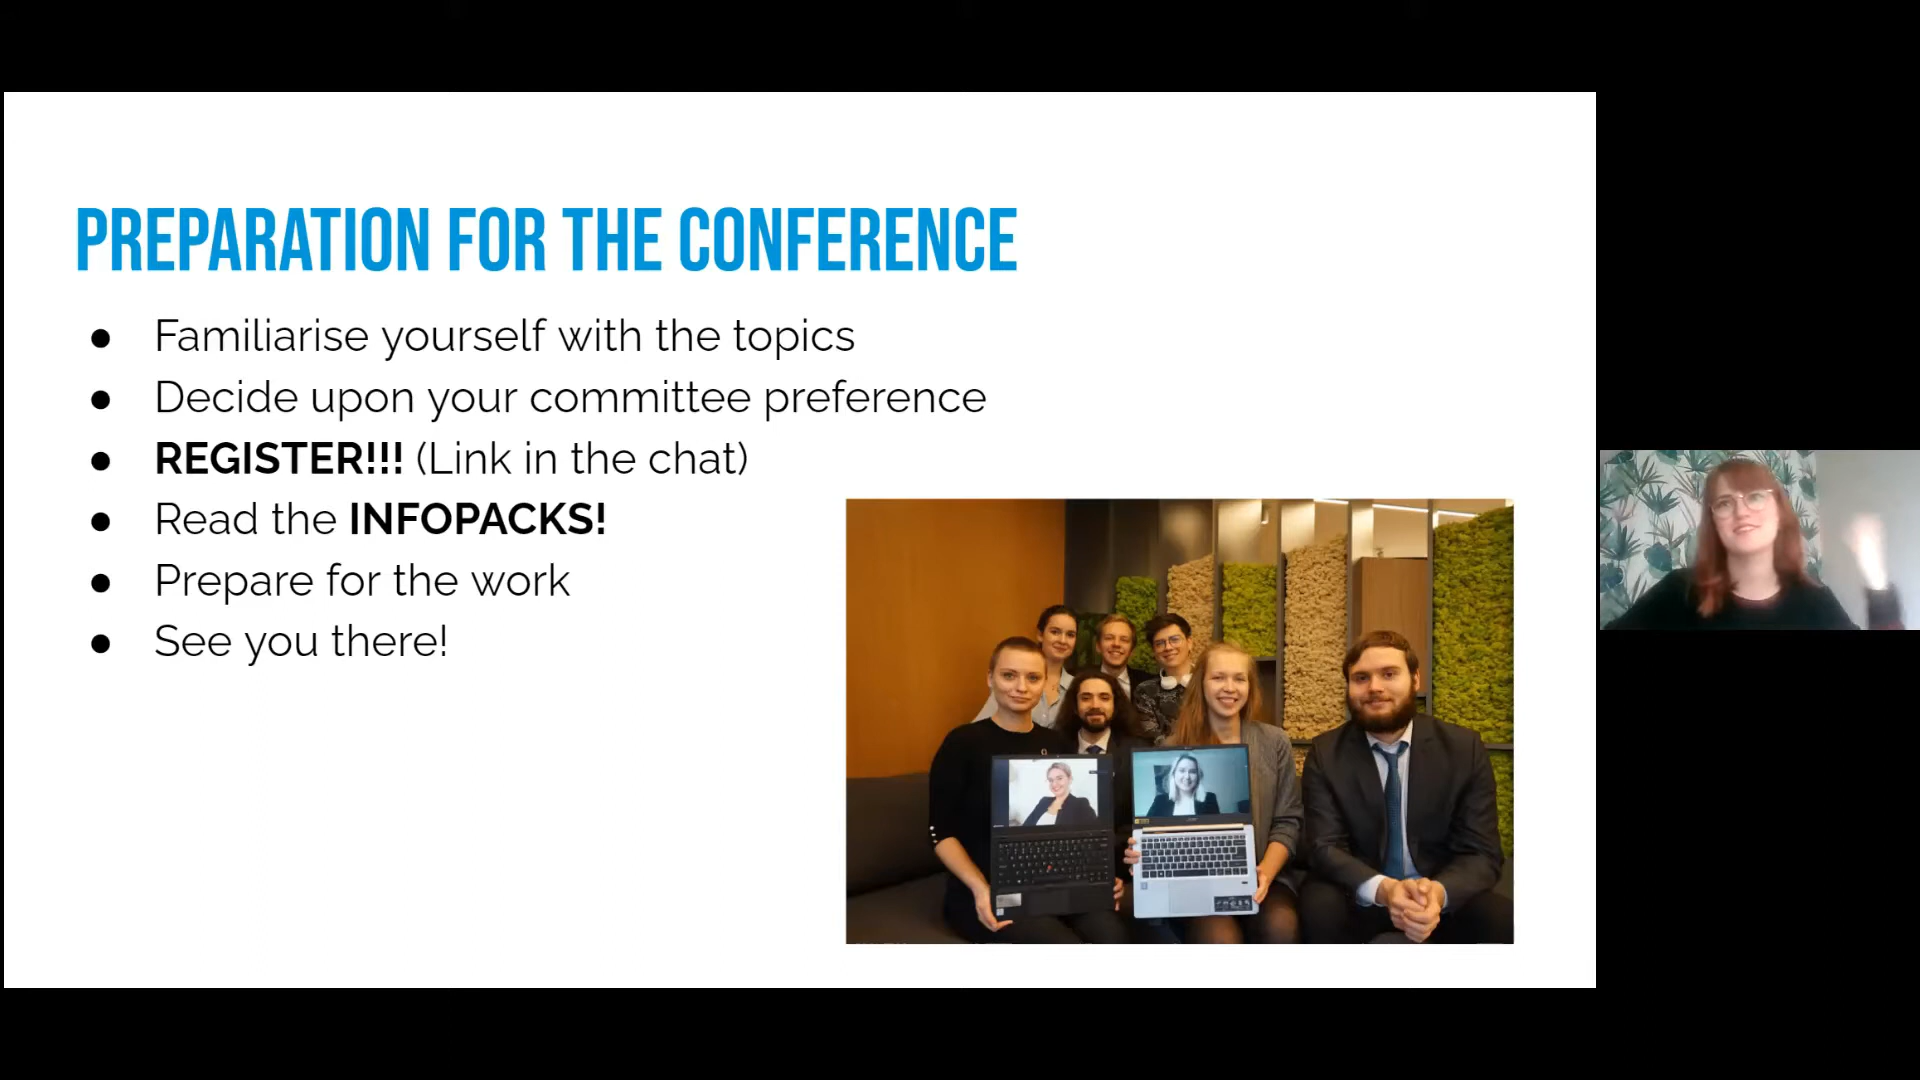 PREPARATION FOR THE CONFERENCE
● Familiarise yourself with the topics
● Decide upon your committee preference
● REGISTER!!! (Link in the chat)
● Read the INFOPACKS!
● Prepare for the work
● See you there!